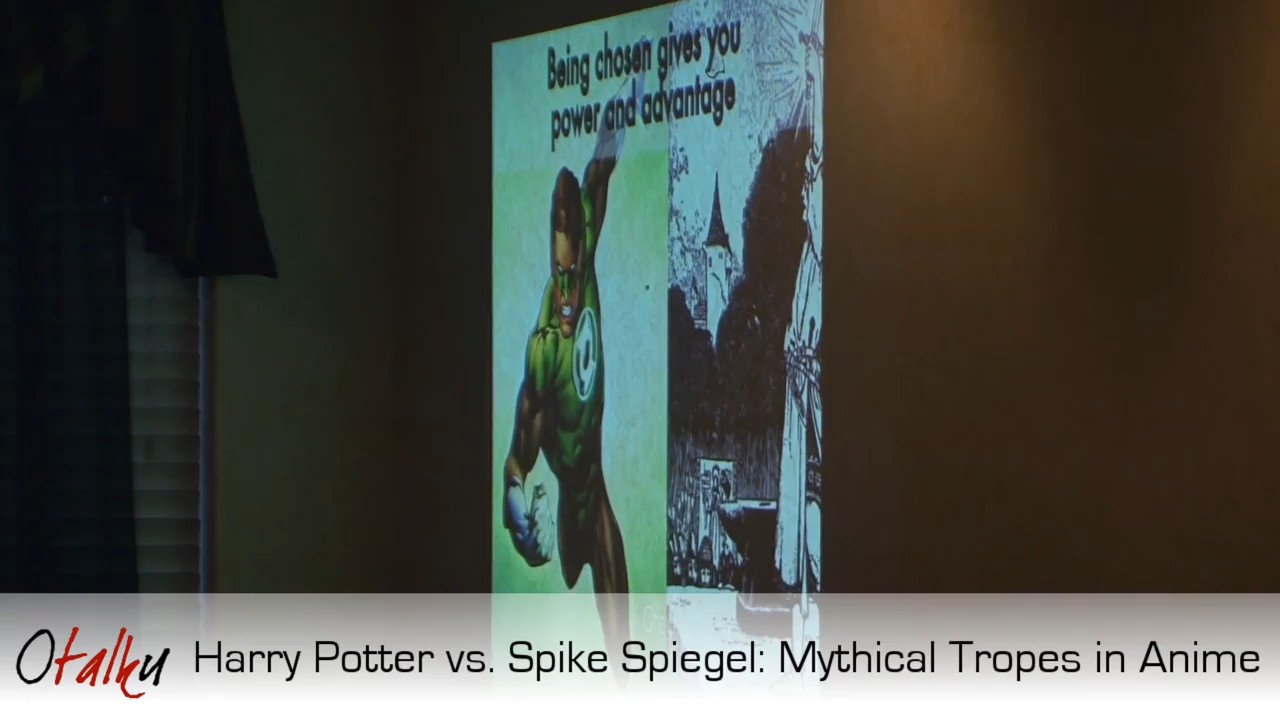 Being chosen gives you
power and advantage
Otalku Harry Potter vs. Spike Spiegel: Mythical Tropes in Anime